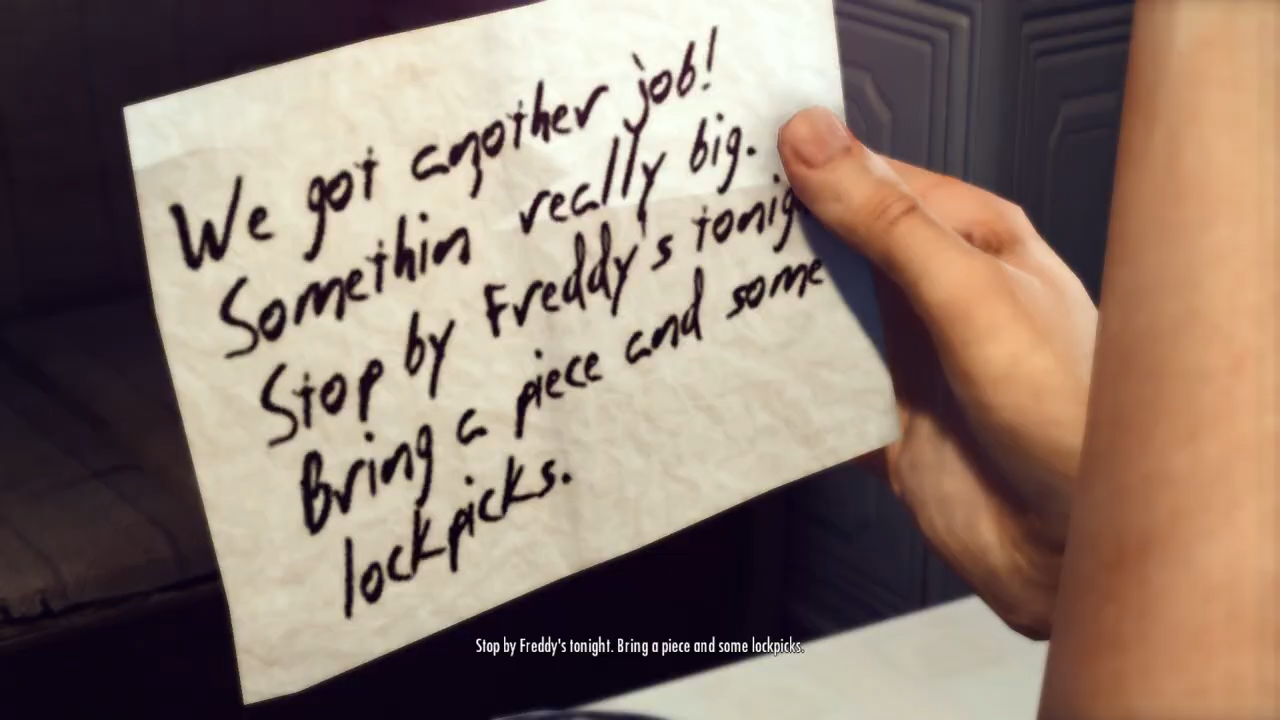 We got another job!
Somethin really big.
Stop by Freddy's tonig
Bring a piece and some
lockpicks.
Stop by Freddy's tonight. Bring a piece and some lockpicks.